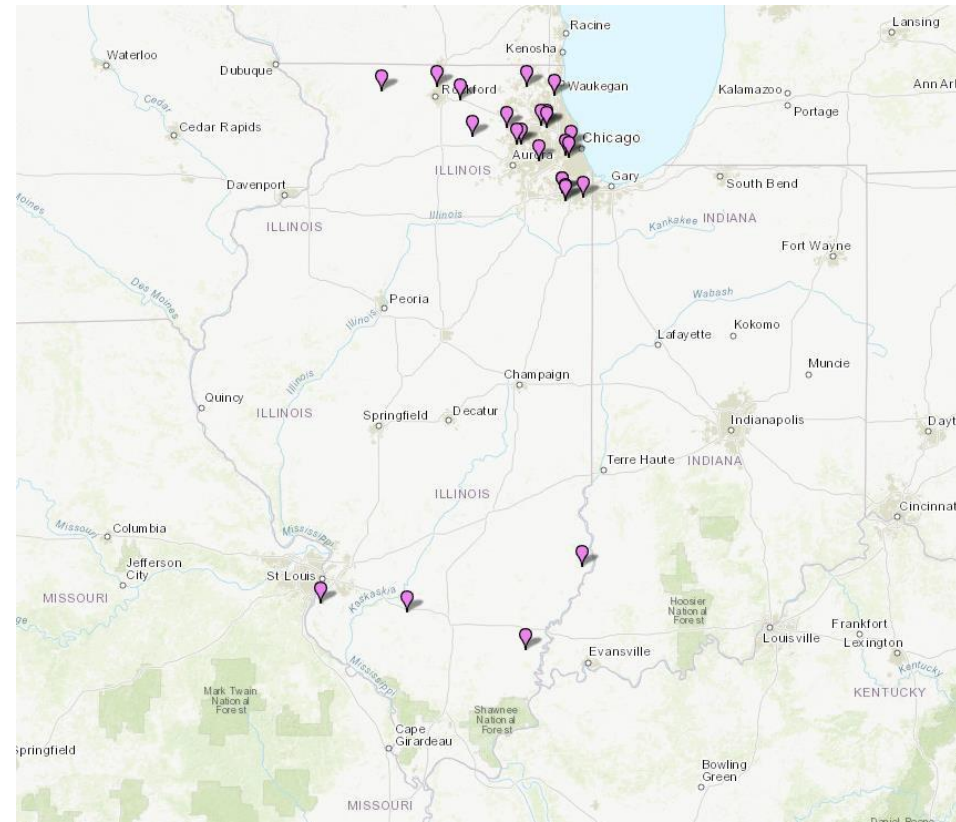 Racine
Lansing
Kenosha
Waterloo
Dubuque
Waukegan
Kalamazoo
Portage
Ann Ar
Rockford
Cedar
Cedar Rapids
Chicago
Aurora
ILLINOIS
Gary
South Bend
Davenport
Moines
Illinois
Kankakee
INDIANA
ILLINOIS
Fort Wayne
Des Moines
Peoria
Illinois
Wabash
Lafayette
Kokomo
Muncie
Champaign
Illinois
Quincy
ILLINOIS
Springfield
Decatur
Indianapolis
Dayt
Terre Haute
INDIANA
ILLINOIS
Cincinnat
Missouri
Columbia
Mississippi
Jefferson
City
St Louis
MISSOURI
Kaskaskia
Hoosier
National
Forest
Frankfort
Louisville
Lexington
Evansville
Mississippi
Kentucky
KENTUCKY
Mark Twain
National
Forest
Shawnee
National
Forest
Cape
Girardeau
Springfield
Bowling
Green
MISSOURI